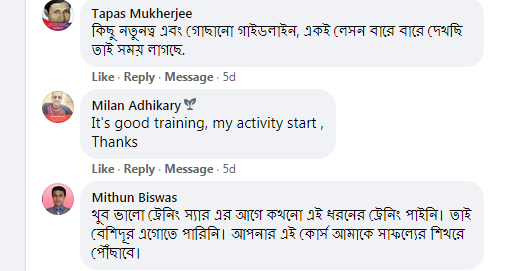 Tapas Mukherjee
কিছু নতুনত্ব এবং গোছানো গাইডলাইন, একই লেসন বারে বারে দেখছি
তাই সময় লাগছে.
Like · Reply · Message · 5d
Milan Adhikary
It's good training, my activity start ,
Thanks
Like · Reply · Message · 5d
Mithun Biswas
খুব ভালো ট্রেনিং স্যার এর আগে কখনো এই ধরনের ট্রেনিং পাইনি। তাই
বেশিদূর এগোতে পারিনি। আপনার এই কোর্স আমাকে সাফল্যের শিখরে
পৌঁছাবে।